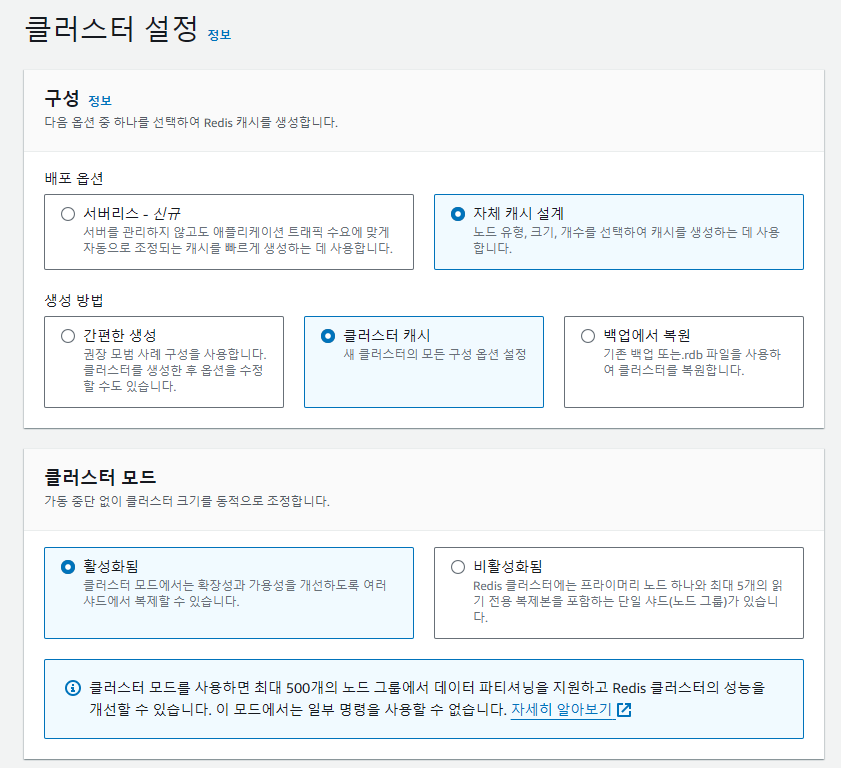 클러스터 설정 정보
구성 정보
다음 옵션 중 하나를 선택하여 Redis 캐시를 생성합니다.
배포 옵션
서버리스 - 신규
서버를 관리하지 않고도 애플리케이션 트래픽 수요에 맞게
자동으로 조정되는 캐시를 빠르게 생성하는 데 사용합니다.
자체 캐시 설계
노드 유형, 크기, 개수를 선택하여 캐시를 생성하는 데 사용
합니다.
생성 방법
간편한 생성
권장 모범 사례 구성을 사용합니다.
클러스터를 생성한 후 옵션을 수정
할 수도 있습니다.
클러스터 캐시
새 클러스터의 모든 구성 옵션 설정
백업에서 복원
기존 백업 또는.rdb 파일을 사용하
여 클러스터를 복원합니다.
클러스터 모드
가동 중단 없이 클러스터 크기를 동적으로 조정합니다.
활성화됨
클러스터 모드에서는 확장성과 가용성을 개선하도록 여러
샤드에서 복제할 수 있습니다.
비활성화됨
Redis 클러스터에는 프라이머리 노드 하나와 최대 5개의 읽
기 전용 복제본을 포함하는 단일 샤드(노드 그룹)가 있습니
다.
클러스터 모드를 사용하면 최대 500개의 노드 그룹에서 데이터 파티셔닝을 지원하고 Redis 클러스터의 성능을
개선할 수 있습니다. 이 모드에서는 일부 명령을 사용할 수 없습니다. 자세히 알아보기